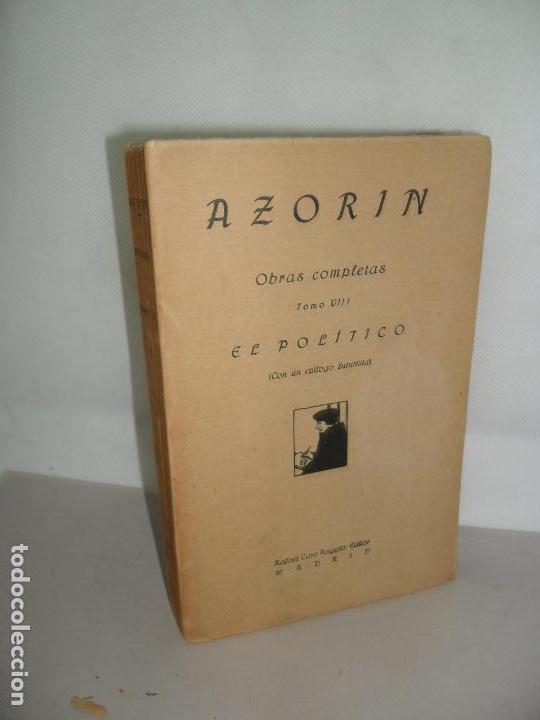 AZORIN
Obras completas
Tomo VIII
EL POLÍTICO
(Con un epílogo futurista)
Rafael Caro Raggio: Editor
MADRID
todocoleccion